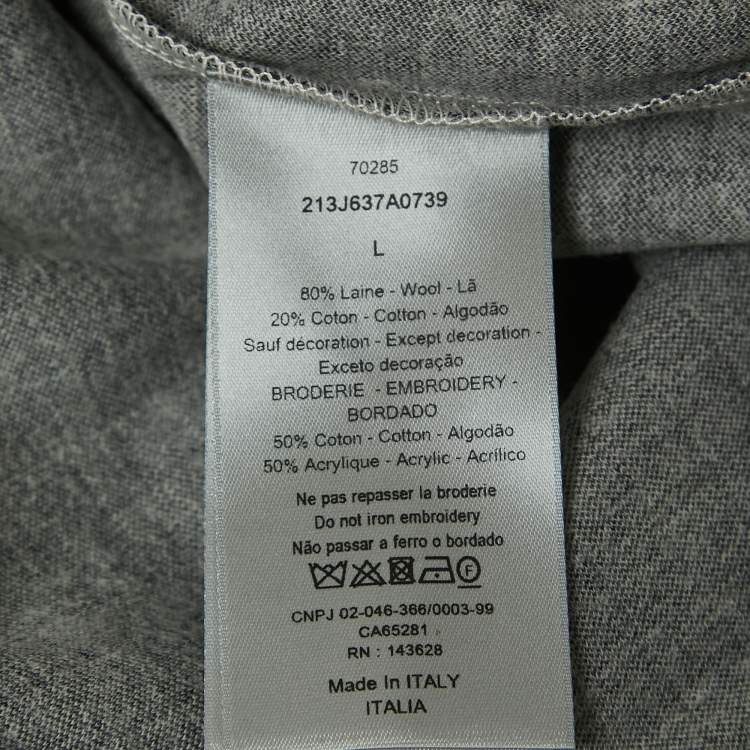 70285
213J637A0739
L
80% Laine - Wool - Lã
20% Coton - Cotton - Algodão
Sauf décoration - Except decoration -
Exceto decoração
BRODERIE - EMBROIDERY -
BORDADO
50% Coton - Cotton - Algodão
50% Acrylique - Acrylic - Acrílico
Ne pas repasser la broderie
Do not iron embroidery
Não passar a ferro o bordado
F
CNPJ 02-046-366/0003-99
CA65281
RN : 143628
Made In ITALY
ITALIA